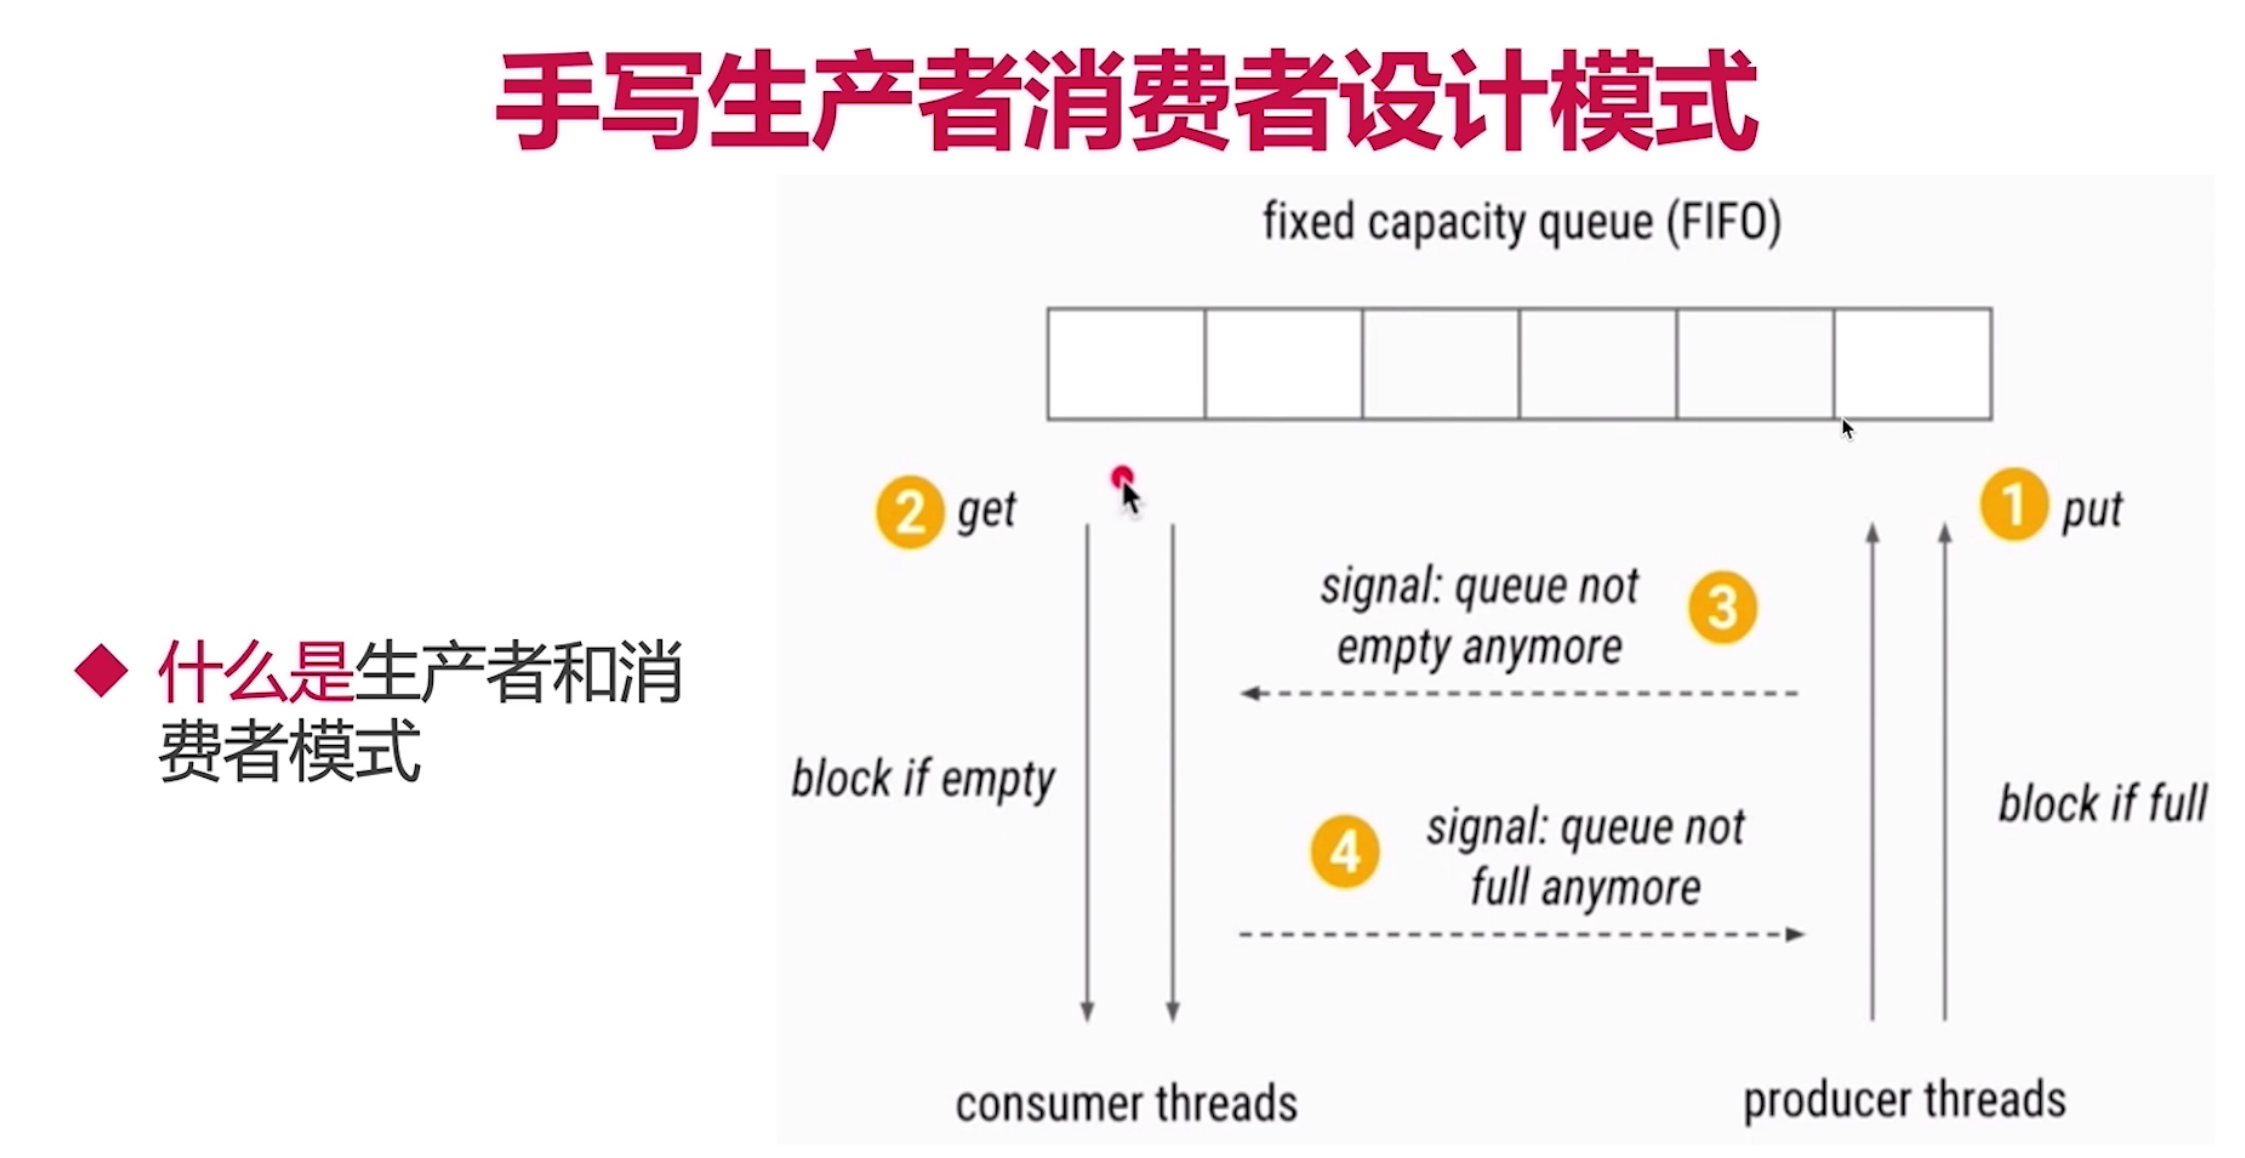 手写生产者消费者设计模式
什么是生产者和消
费者模式
fixed capacity queue (FIFO)
2 get
1 put
signal: queue not
empty anymore
3
block if empty
block if full
4
signal: queue not
full anymore
consumer threads
producer threads